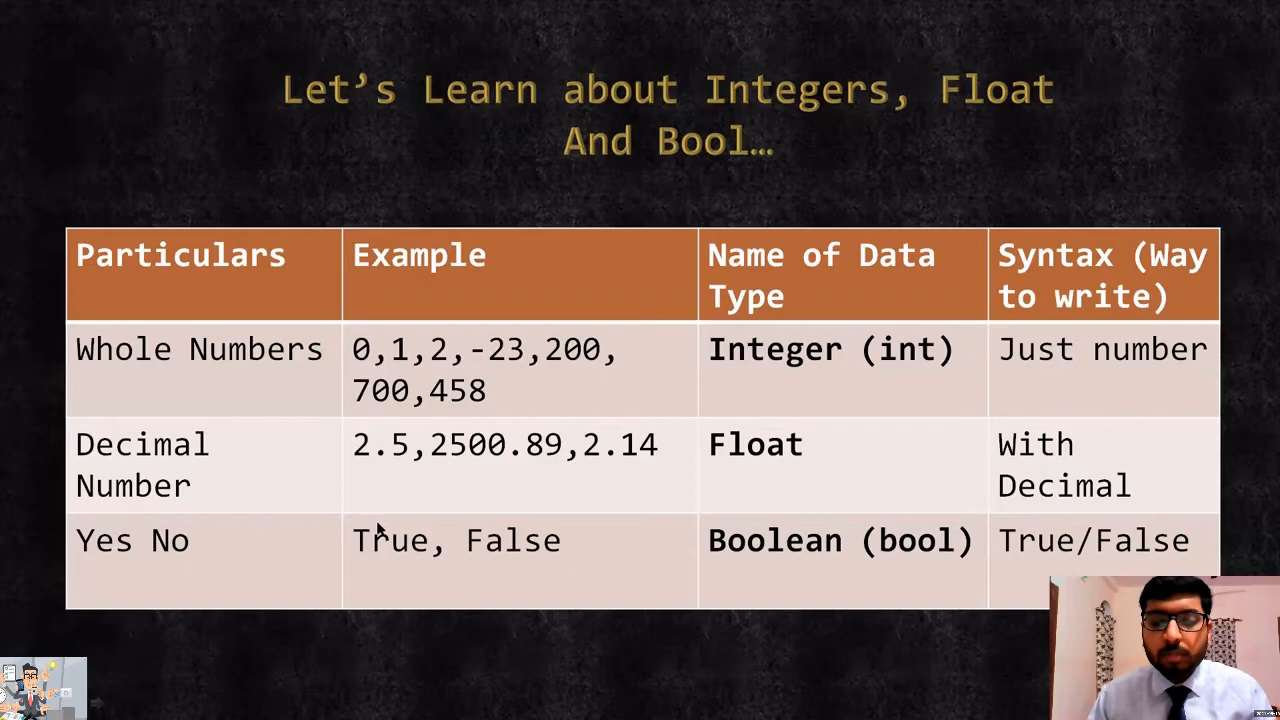 Let’s Learn about Integers, Float
And Bool…
Particulars
Example
Name of Data
Type
Syntax (Way
to write)
Whole Numbers
0,1,2,-23,200,
700,458
Integer (int)
Just number
Decimal
Number
2.5,2500.89,2.14
Float
With
Decimal
Yes No
True, False
Boolean (bool)
True/False